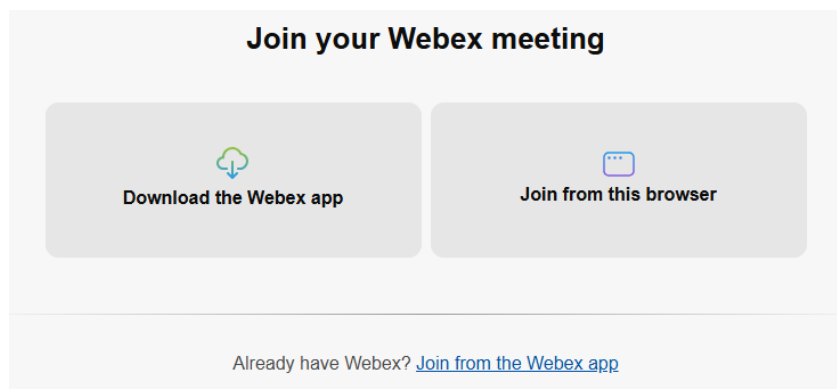 Join your Webex meeting
Download the Webex app
Join from this browser
Already have Webex? Join from the Webex app